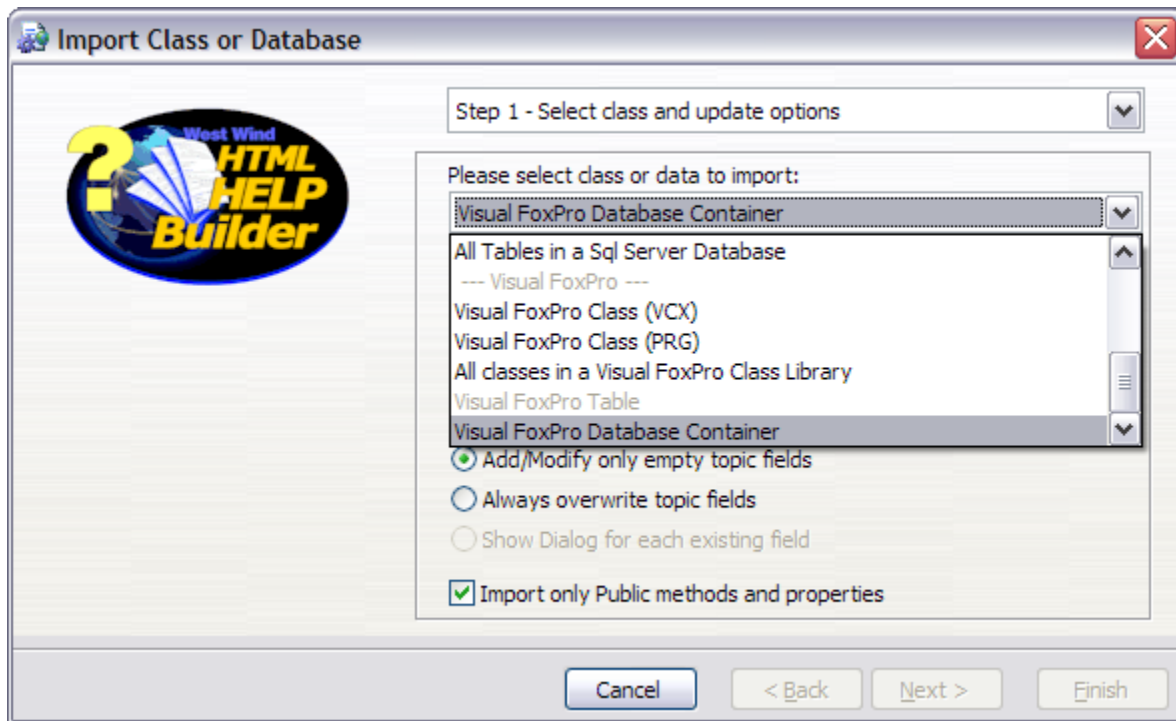 Import Class or Database
West Wind
HTML
HELP
Builder
?
Step 1 - Select class and update options
Please select class or data to import:
Visual FoxPro Database Container
All Tables in a Sql Server Database
--- Visual FoxPro ---
Visual FoxPro Class (VCX)
Visual FoxPro Class (PRG)
All classes in a Visual FoxPro Class Library
Visual FoxPro Table
Visual FoxPro Database Container
Add/Modify only empty topic fields
Always overwrite topic fields
Show Dialog for each existing field
Import only Public methods and properties
Cancel
< Back
Next >
Finish